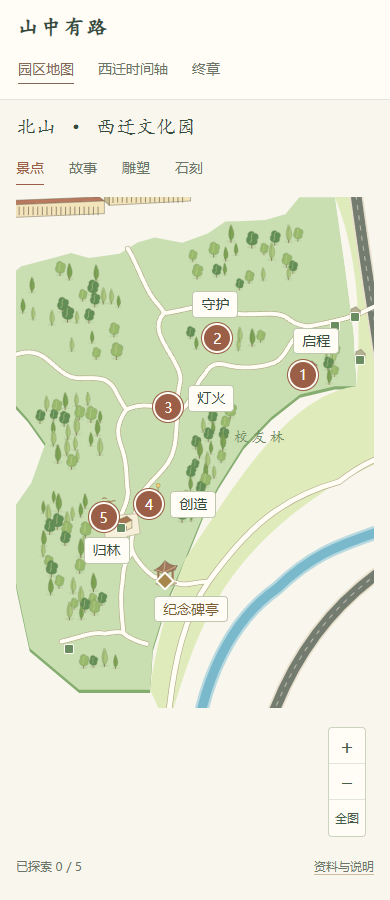 山中有路
园区地图 西迁时间轴 终章
北山 • 西迁文化园
景点 故事 雕塑 石刻
守护
2
启程
1
灯火
3
校友林
4
创造
5
归林
纪念碑亭
+
−
全图
已探索 0 / 5
资料与说明